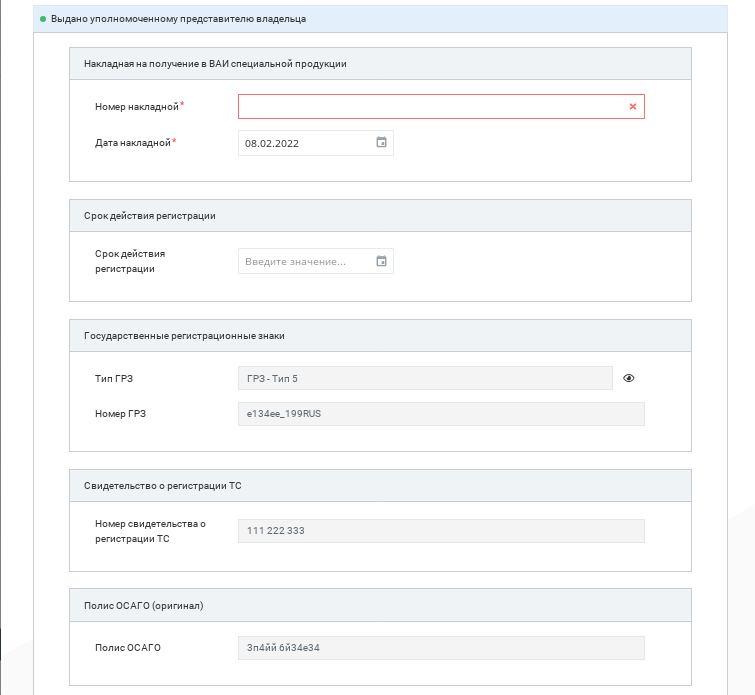 Выдано уполномоченному представителю владельца
Накладная на получение в ВАИ специальной продукции
Номер накладной*
Дата накладной* 08.02.2022
Срок действия регистрации
Срок действия
регистрации
Введите значение...
Государственные регистрационные знаки
Тип ГРЗ ГРЗ - Тип 5
Номер ГРЗ е134ее_199RUS
Свидетельство о регистрации ТС
Номер свидетельства о
регистрации ТС
111 222 333
Полис ОСАГО (оригинал)
Полис ОСАГО 3п4йй 6й34е34